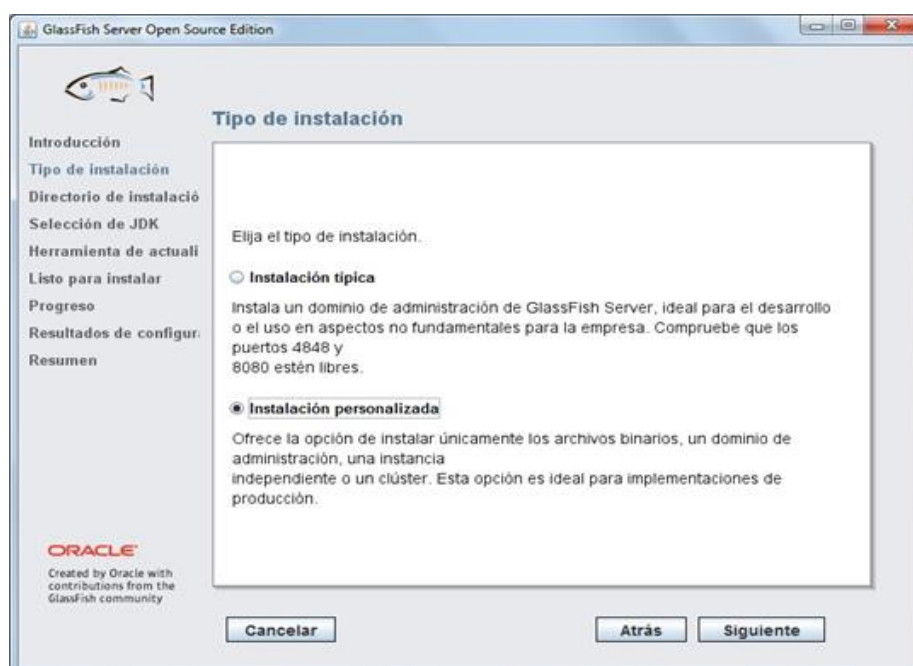 GlassFish Server Open Source Edition
Tipo de instalación
Introducción
Tipo de instalación
Directorio de instalació
Selección de JDK
Herramienta de actuali
Listo para instalar
Progreso
Resultados de configur
Resumen
Elija el tipo de instalación.
Instalación típica
Instala un dominio de administración de GlassFish Server, ideal para el desarrollo
o el uso en aspectos no fundamentales para la empresa. Compruebe que los
puertos 4848 y
8080 estén libres.
Instalación personalizada
Ofrece la opción de instalar únicamente los archivos binarios, un dominio de
administración, una instancia
independiente o un clúster. Esta opción es ideal para implementaciones de
producción.
ORACLE
Created by Oracle with
contributions from the
GlassFish community
Cancelar
Atrás
Siguiente